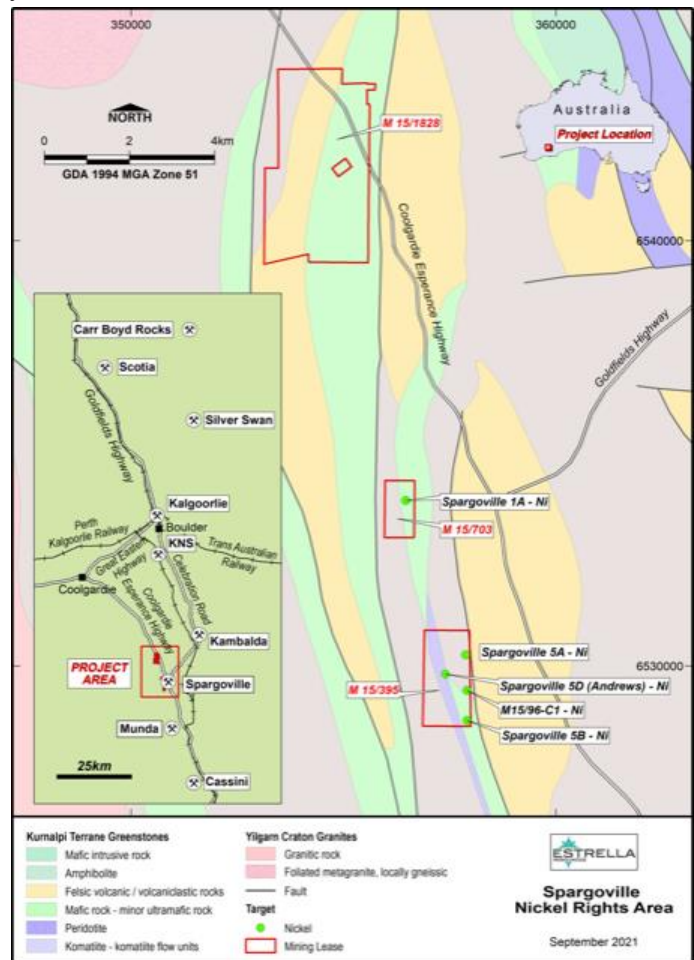 350000
360000
NORTH
0 2 4km
GDA 1994 MGA Zone 51
M 15/1828
Australia
Project Location
6540000
Coolgardie Esperance Highway
Goldfields Highway
Carr Boyd Rocks
Scotia
Silver Swan
Goldfields Highway
Kalgoorlie
Boulder
Perth
Kalgoorlie Railway
KNS
Trans Australian
Railway
Great Eastern
Highway
Coolgardie
Celebration Road
Coolgardie
Esperance Highway
Kambalda
PROJECT
AREA
Spargoville
Munda
Cassini
25km
Spargoville 1A - Ni
M 15/703
Spargoville 5A - Ni
6530000
Spargoville 5D (Andrews) - Ni
M 15/395
M15/96-C1 - Ni
Spargoville 5B - Ni
Kurnalpi Terrane Greenstones
Mafic intrusive rock
Amphibolite
Felsic volcanic / volcaniclastic rocks
Mafic rock - minor ultramafic rock
Peridotite
Komatiite - komatiite flow units
Yilgarn Craton Granites
Granitic rock
Foliated metagranite, locally gneissic
Fault
Target
Nickel
Mining Lease
ESTRELLA
Spargoville
Nickel Rights Area
September 2021